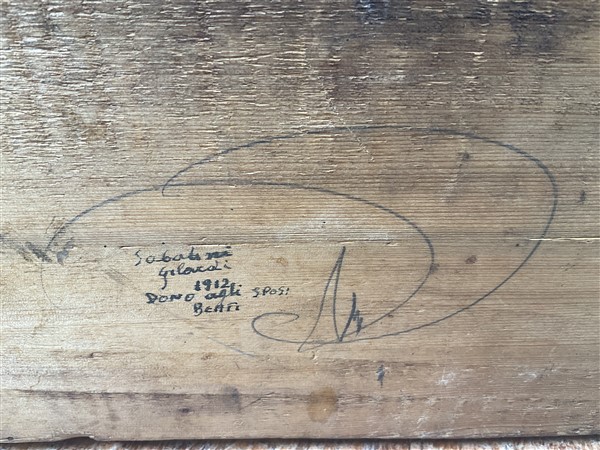 Sabatini
Gilardi
1912
DONO agli SPOSI
BEATI